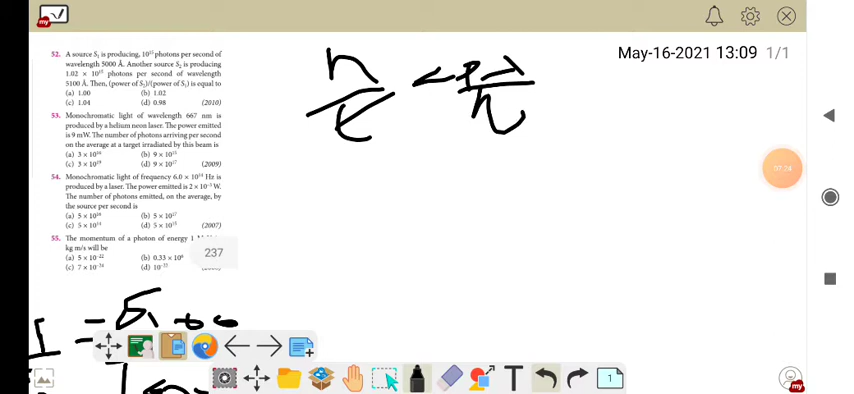 May-16-2021 13:09 1/1
52. A source S₁ is producing, 10¹⁵ photons per second of
wavelength 5000 Å. Another source S₂ is producing
1.02 × 10¹⁵ photons per second of wavelength
5100 Å. Then, (power of S₂)/(power of S₁) is equal to
(a) 1.00 (b) 1.02
(c) 1.04 (d) 0.98 (2010)
53. Monochromatic light of wavelength 667 nm is
produced by a helium neon laser. The power emitted
is 9 mW. The number of photons arriving per second
on the average at a target irradiated by this beam is
(a) 3 × 10¹⁶ (b) 9 × 10¹⁵
(c) 3 × 10¹⁹ (d) 9 × 10¹⁷ (2009)
54. Monochromatic light of frequency 6.0 × 10¹⁴ Hz is
produced by a laser. The power emitted is 2 × 10⁻³ W.
The number of photons emitted, on the average, by
the source per second is
(a) 5 × 10¹⁶ (b) 5 × 10¹⁷
(c) 5 × 10¹⁴ (d) 5 × 10¹⁵ (2007)
55. The momentum of a photon of energy 1
kg m/s will be
(a) 5 × 10⁻²² (b) 0.33 × 10⁶
(c) 7 × 10⁻²⁴ (d) 10⁻²²
237
n
t
T
1
my
my